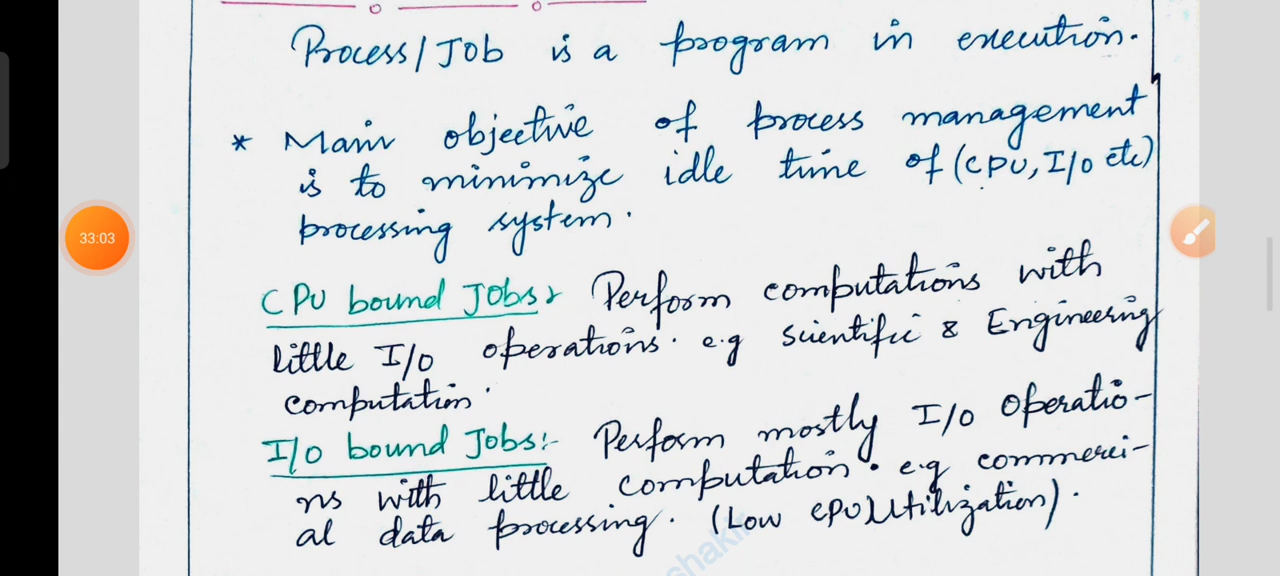 Process/Job is a program in execution.
* Main objective of process management
is to minimize idle time of (CPU, I/O etc)
processing system.
33:03
CPU bound Jobs:- Perform computations with
little I/O operations. e.g scientific & Engineering
computation.
I/O bound Jobs:- Perform mostly I/O operatio-
ns with little computation. e.g commerci-
al data processing. (Low CPU Utilization).
shakir